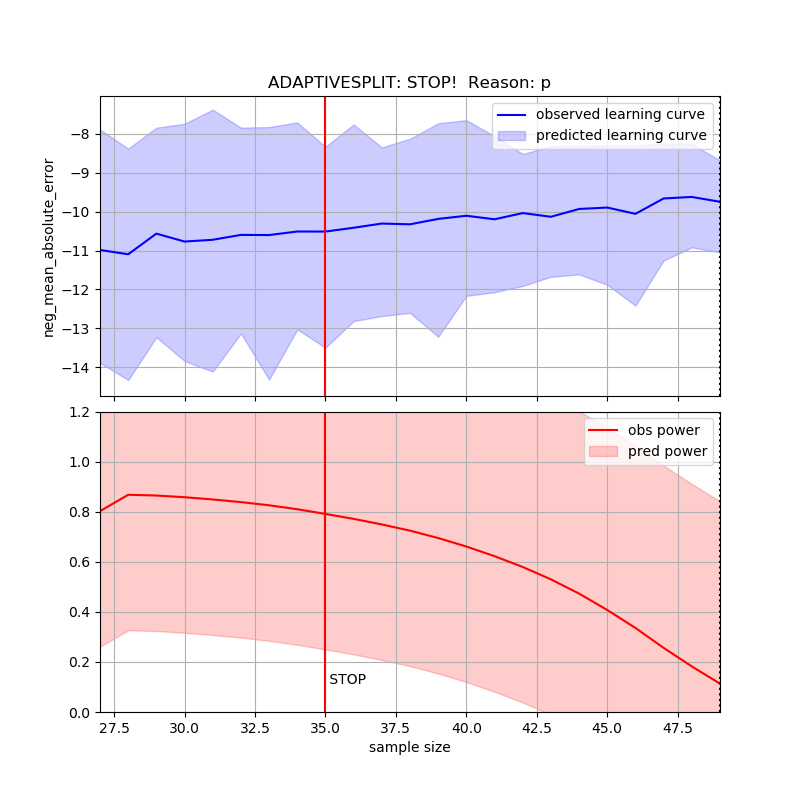 ADAPTIVESPLIT: STOP!  Reason: p
observed learning curve
predicted learning curve
−8
−9
−10
−11
−12
−13
−14
neg_mean_absolute_error
obs power
pred power
1.2
1.0
0.8
0.6
0.4
0.2
0.0
STOP
27.5 30.0 32.5 35.0 37.5 40.0 42.5 45.0 47.5
sample size